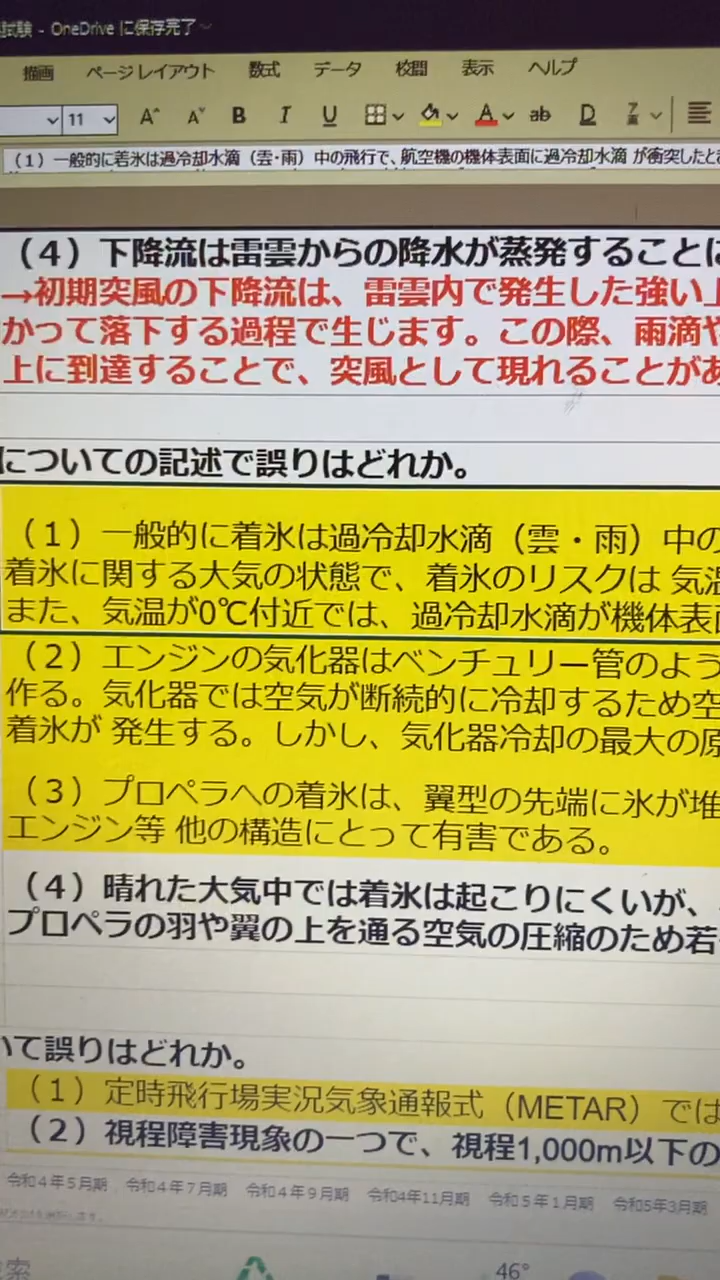 試験 - OneDrive に保存完了
描画 ページレイアウト 数式 データ 校閲 表示 ヘルプ
11 A^ A˅ B I U A ab D
（1）一般的に着氷は過冷却水滴（雲・雨）中の飛行で、航空機の機体表面に過冷却水滴 が衝突したと
（4）下降流は雷雲からの降水が蒸発することに
→初期突風の下降流は、雷雲内で発生した強い上
かって落下する過程で生じます。この際、雨滴や
上に到達することで、突風として現れることがあ
についての記述で誤りはどれか。
（1）一般的に着氷は過冷却水滴（雲・雨）中の
着氷に関する大気の状態で、着氷のリスクは 気温
また、気温が0℃付近では、過冷却水滴が機体表面
（2）エンジンの気化器はベンチュリー管のよう
作る。気化器では空気が断続的に冷却するため空
着氷が 発生する。しかし、気化器冷却の最大の原
（3）プロペラへの着氷は、翼型の先端に氷が堆
エンジン等 他の構造にとって有害である。
（4）晴れた大気中では着氷は起こりにくいが、
プロペラの羽や翼の上を通る空気の圧縮のため若
いて誤りはどれか。
（1）定時飛行場実況気象通報式（METAR）では
（2）視程障害現象の一つで、視程1,000m以下の
令和４年５月期 令和４年７月期 令和４年９月期 令和4年11月期 令和５年１月期 令和5年3月期
索
46°